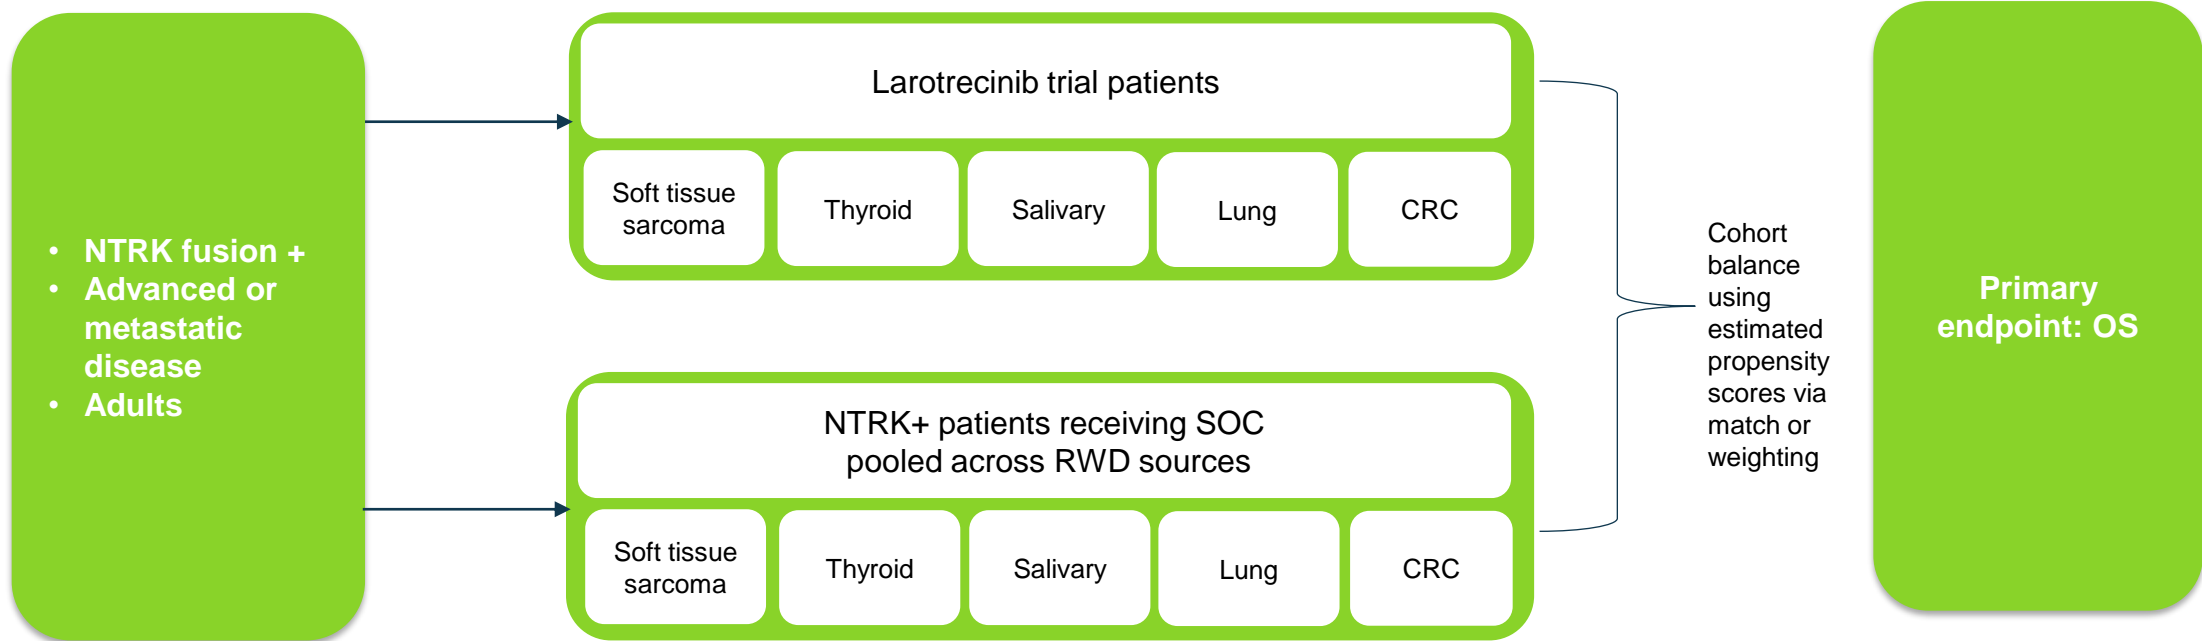 • NTRK fusion +
• Advanced or
metastatic
disease
• Adults
Larotrecinib trial patients
Soft tissue
sarcoma
Thyroid
Salivary
Lung
CRC
NTRK+ patients receiving SOC
pooled across RWD sources
Soft tissue
sarcoma
Thyroid
Salivary
Lung
CRC
Cohort
balance
using
estimated
propensity
scores via
match or
weighting
Primary
endpoint: OS